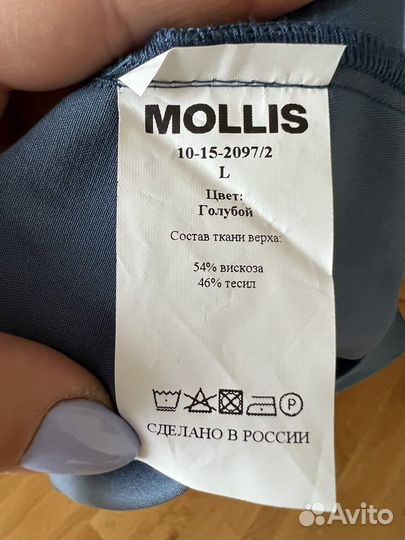 MOLLIS
10-15-2097/2
L
Цвет:
Голубой
Состав ткани верха:
54% вискоза
46% тесил
P
СДЕЛАНО В РОССИИ
Avito